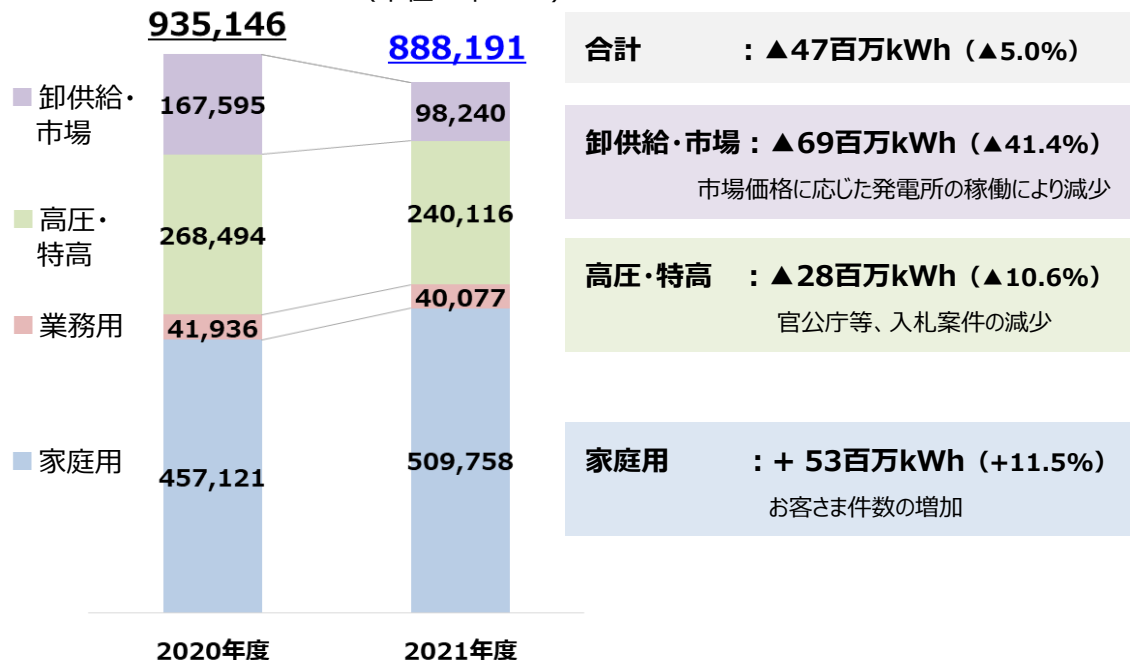 935,146
888,191
卸供給・
市場
167,595
98,240
高圧・
特高
268,494
240,116
業務用
41,936
40,077
家庭用
457,121
509,758
2020年度
2021年度
合計 : ▲47百万kWh (▲5.0%)
卸供給・市場 : ▲69百万kWh (▲41.4%)
市場価格に応じた発電所の稼働により減少
高圧・特高 : ▲28百万kWh (▲10.6%)
官公庁等、入札案件の減少
家庭用 : + 53百万kWh (+11.5%)
お客さま件数の増加